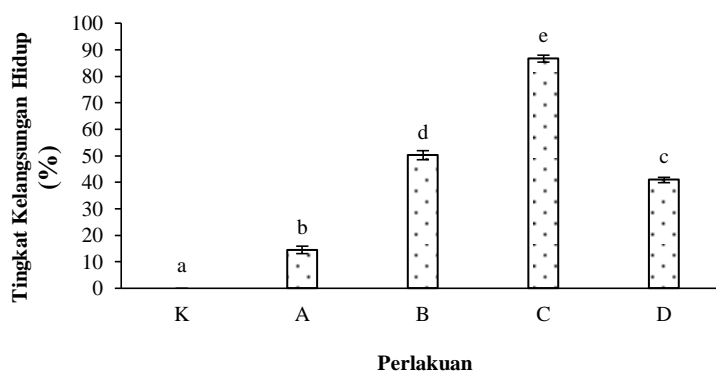 Tingkat Kelangsungan Hidup
(%)
100
90
80
70
60
50
40
30
20
10
0
a
b
d
e
c
K A B C D
Perlakuan